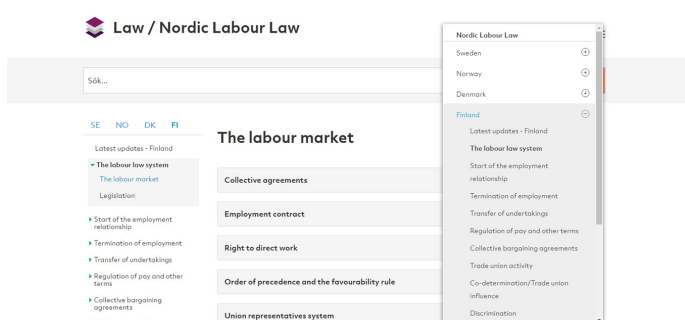 Law / Nordic Labour Law
Sök...
SE NO DK FI
Latest updates - Finland
The labour law system
The labour market
Legislation
Start of the employment
relationship
Termination of employment
Transfer of undertakings
Regulation of pay and other
terms
Collective bargaining
agreements
The labour market
Collective agreements
Employment contract
Right to direct work
Order of precedence and the favourability rule
Union representatives system
Nordic Labour Law
Sweden
Norway
Denmark
Finland
Latest updates - Finland
The labour law system
Start of the employment
relationship
Termination of employment
Transfer of undertakings
Regulation of pay and other terms
Collective bargaining agreements
Trade union activity
Co-determination/Trade union
influence
Discrimination